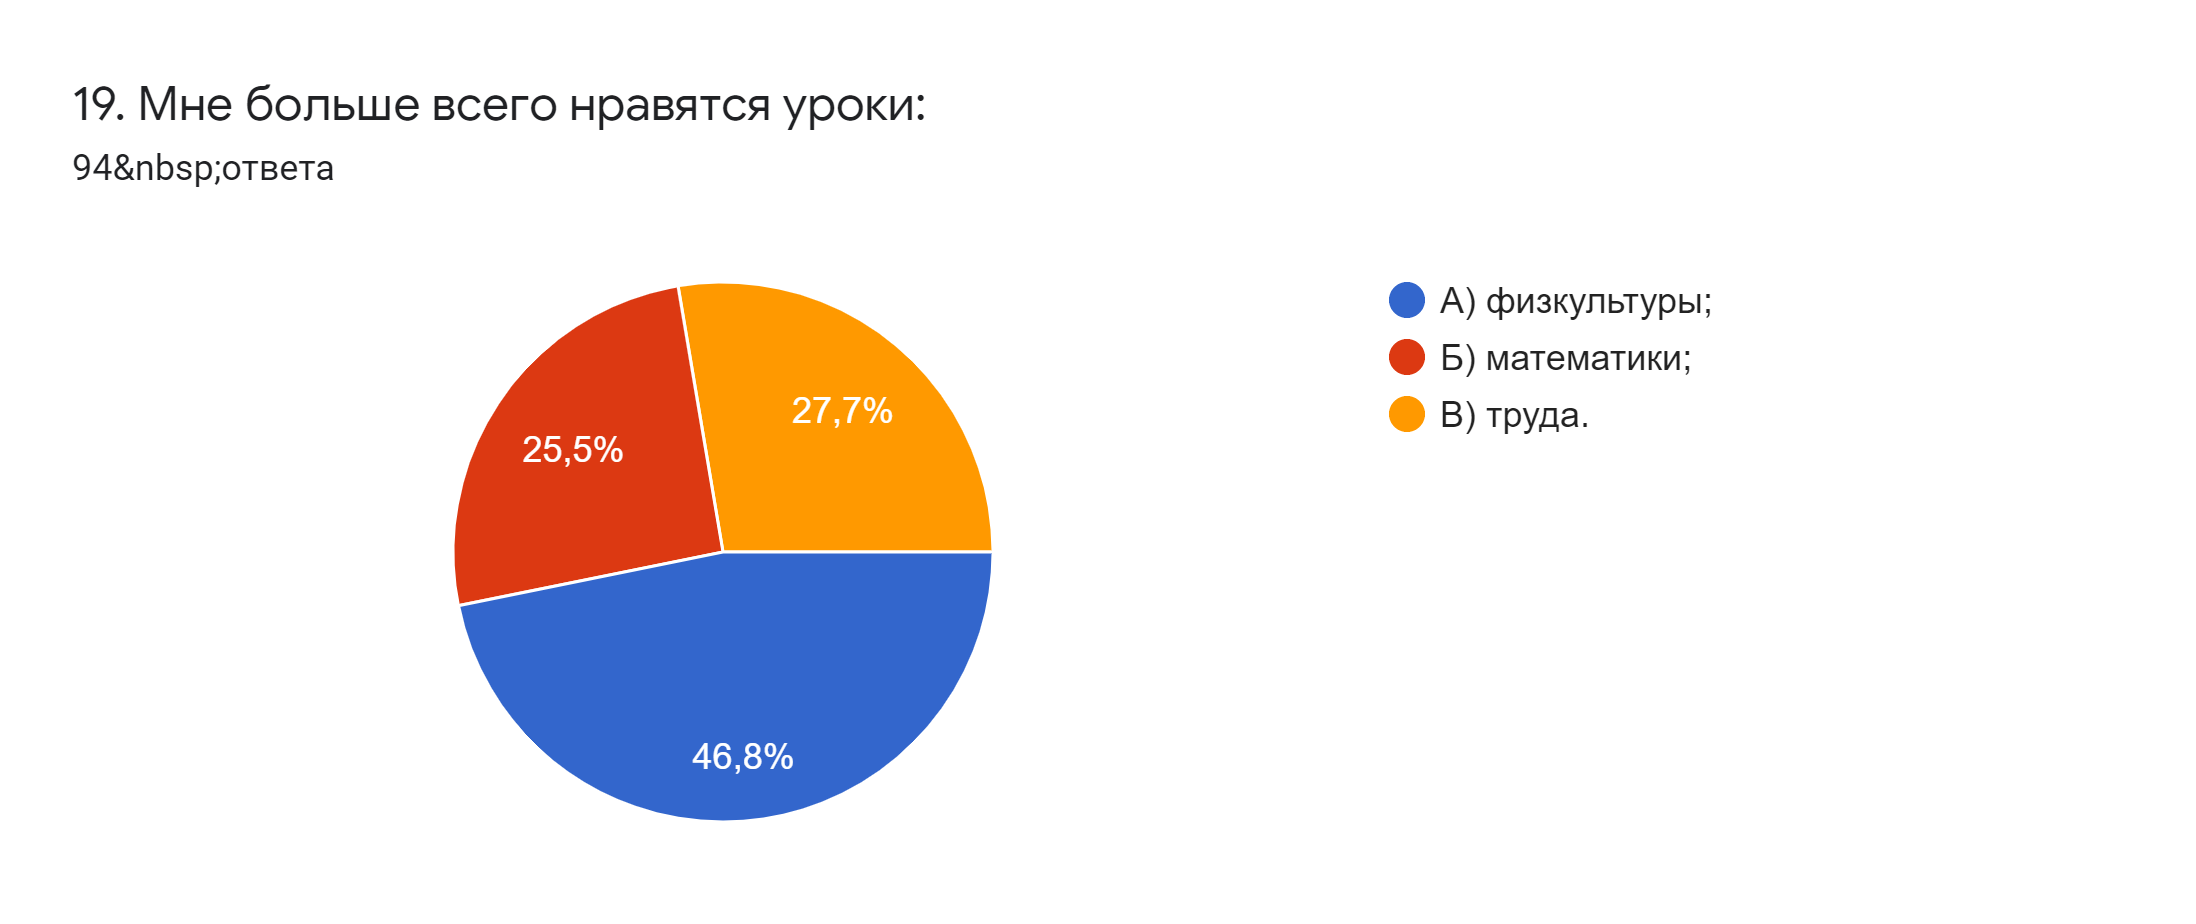 19. Мне больше всего нравятся уроки:
94&nbsp;ответа
А) физкультуры;
Б) математики;
В) труда.
27,7%
25,5%
46,8%